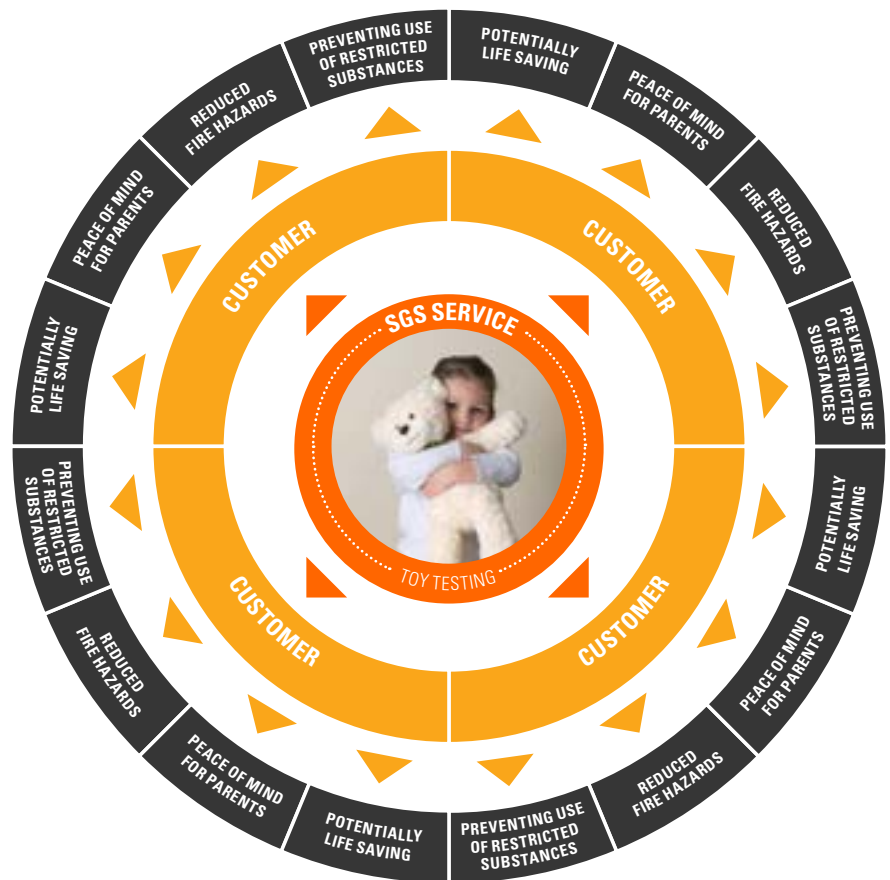 POTENTIALLY
LIFE SAVING
PEACE OF MIND
FOR PARENTS
REDUCED
FIRE HAZARDS
PREVENTING USE
OF RESTRICTED
SUBSTANCES
POTENTIALLY
LIFE SAVING
PEACE OF MIND
FOR PARENTS
REDUCED
FIRE HAZARDS
PREVENTING USE
OF RESTRICTED
SUBSTANCES
POTENTIALLY
LIFE SAVING
PEACE OF MIND
FOR PARENTS
REDUCED
FIRE HAZARDS
PREVENTING USE
OF RESTRICTED
SUBSTANCES
POTENTIALLY
LIFE SAVING
PEACE OF MIND
FOR PARENTS
REDUCED
FIRE HAZARDS
PREVENTING USE
OF RESTRICTED
SUBSTANCES
CUSTOMER
CUSTOMER
CUSTOMER
CUSTOMER
SGS SERVICE
TOY TESTING